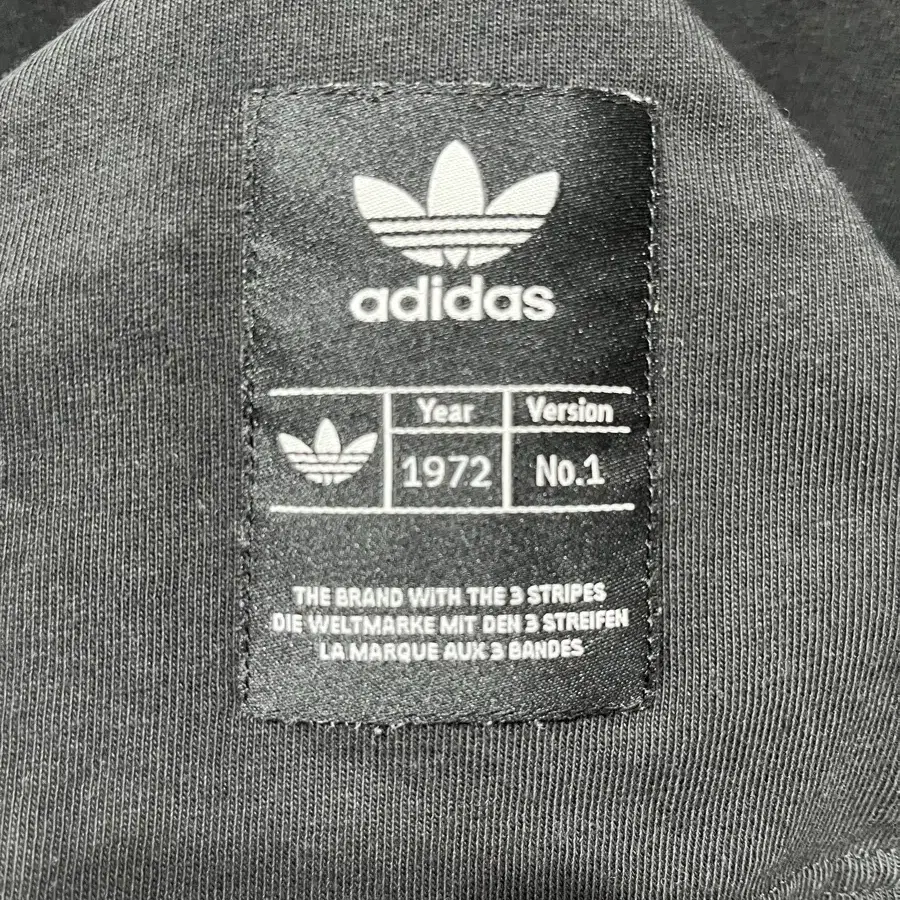 adidas
Year Version
1972 No.1
THE BRAND WITH THE 3 STRIPES
DIE WELTMARKE MIT DEN 3 STREIFEN
LA MARQUE AUX 3 BANDES